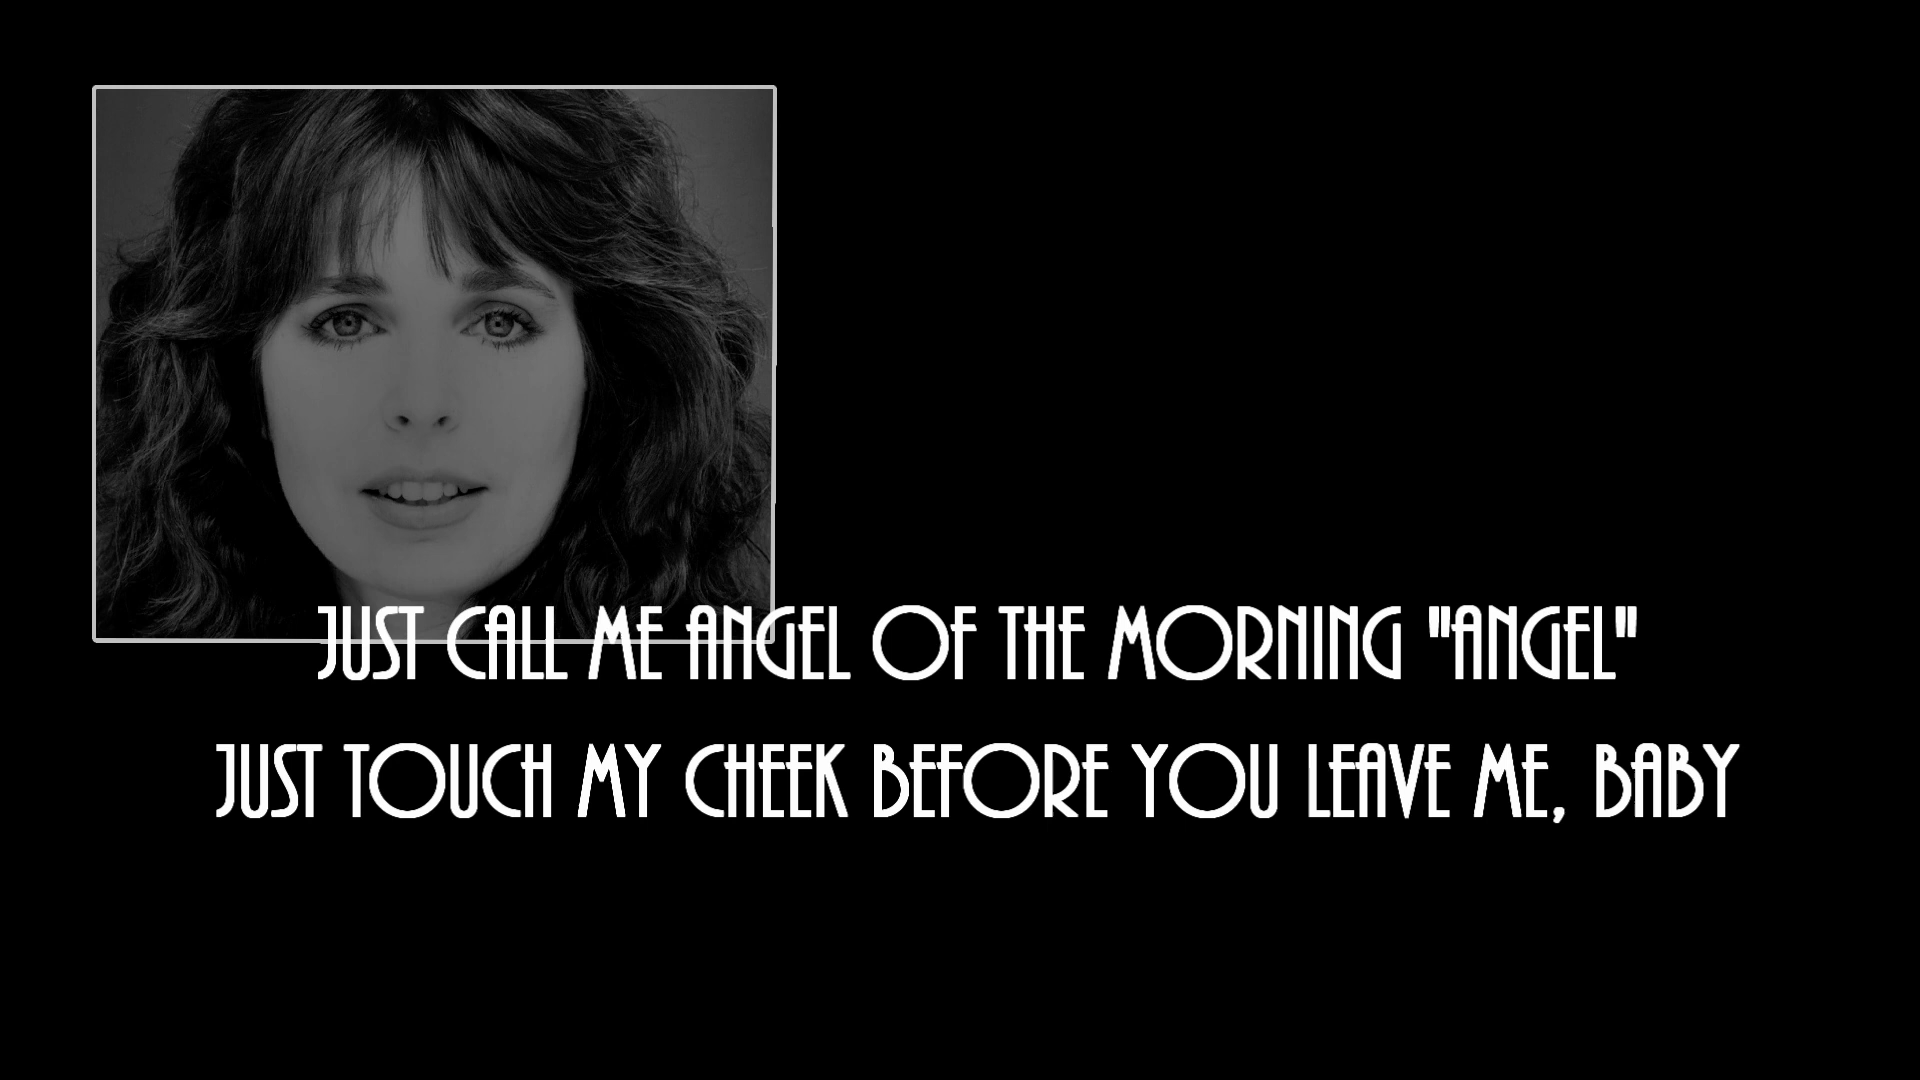 JUST CALL ME ANGEL OF THE MORNING "ANGEL"
JUST TOUCH MY CHEEK BEFORE YOU LEAVE ME, BABY